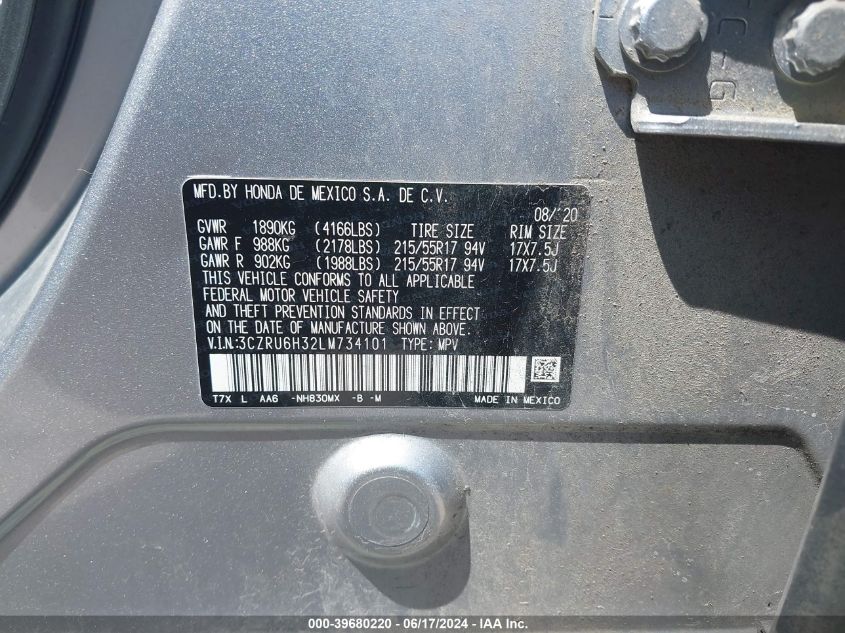 C-G
MFD.BY HONDA DE MEXICO S.A. DE C.V.
08/'20
GVWR 1890KG (4166LBS) TIRE SIZE RIM SIZE
GAWR F 988KG (2178LBS) 215/55R17 94V 17X7.5J
GAWR R 902KG (1988LBS) 215/55R17 94V 17X7.5J
THIS VEHICLE CONFORMS TO ALL APPLICABLE
FEDERAL MOTOR VEHICLE SAFETY
AND THEFT PREVENTION STANDARDS IN EFFECT
ON THE DATE OF MANUFACTURE SHOWN ABOVE.
V.I.N.:3CZRU6H32LM734101 TYPE: MPV
T7X L AA6 -NH830MX -B -M MADE IN MEXICO
000-39680220 - 06/17/2024 - IAA Inc.